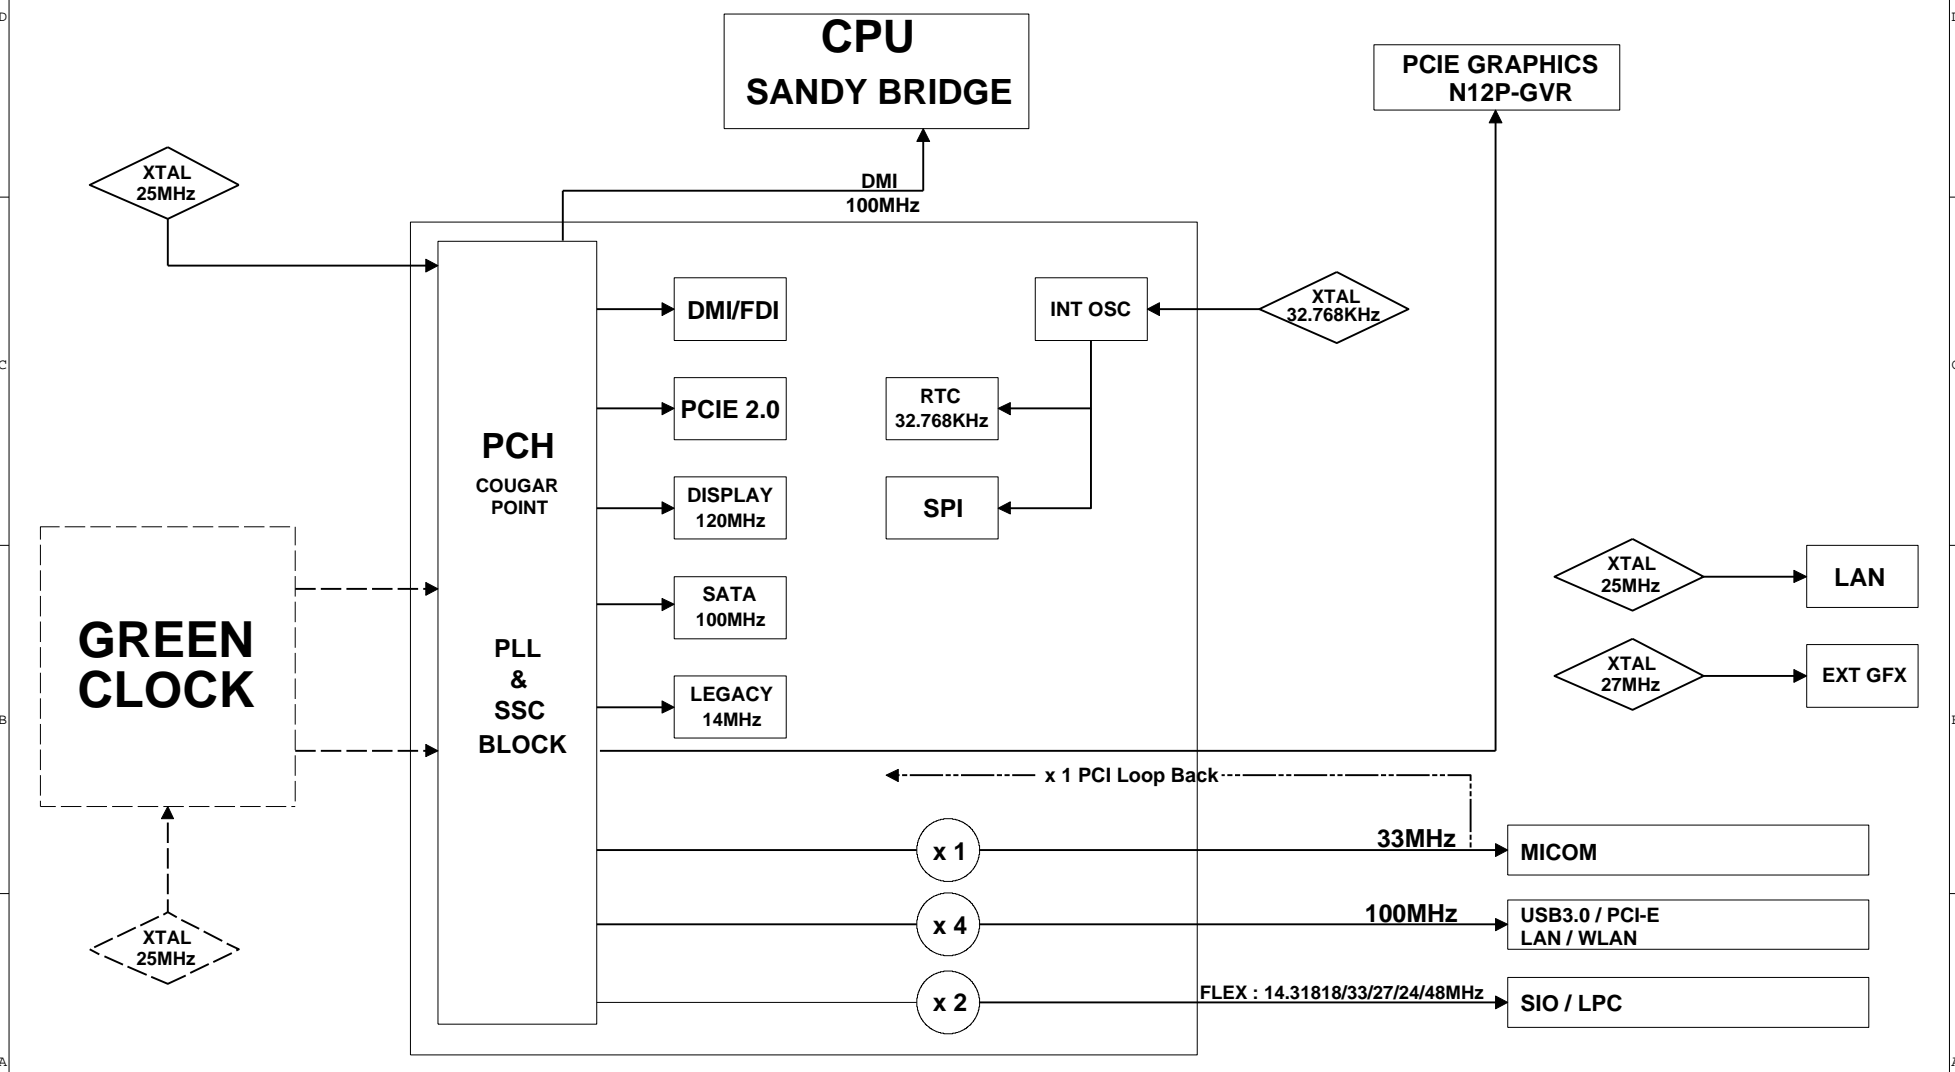 D
CPU
SANDY BRIDGE
PCIE GRAPHICS
N12P-GVR
XTAL
25MHz
DMI
100MHz
DMI/FDI
INT OSC
XTAL
32.768KHz
C
PCIE 2.0
RTC
32.768KHz
PCH
COUGAR
POINT
DISPLAY
120MHz
SPI
XTAL
25MHz
LAN
SATA
100MHz
GREEN
CLOCK
PLL
&
SSC
BLOCK
XTAL
27MHz
EXT GFX
LEGACY
14MHz
B
x 1 PCI Loop Back
x 1
33MHz
MICOM
x 4
100MHz
USB3.0 / PCI-E
LAN / WLAN
XTAL
25MHz
x 2
FLEX : 14.31818/33/27/24/48MHz
SIO / LPC
A